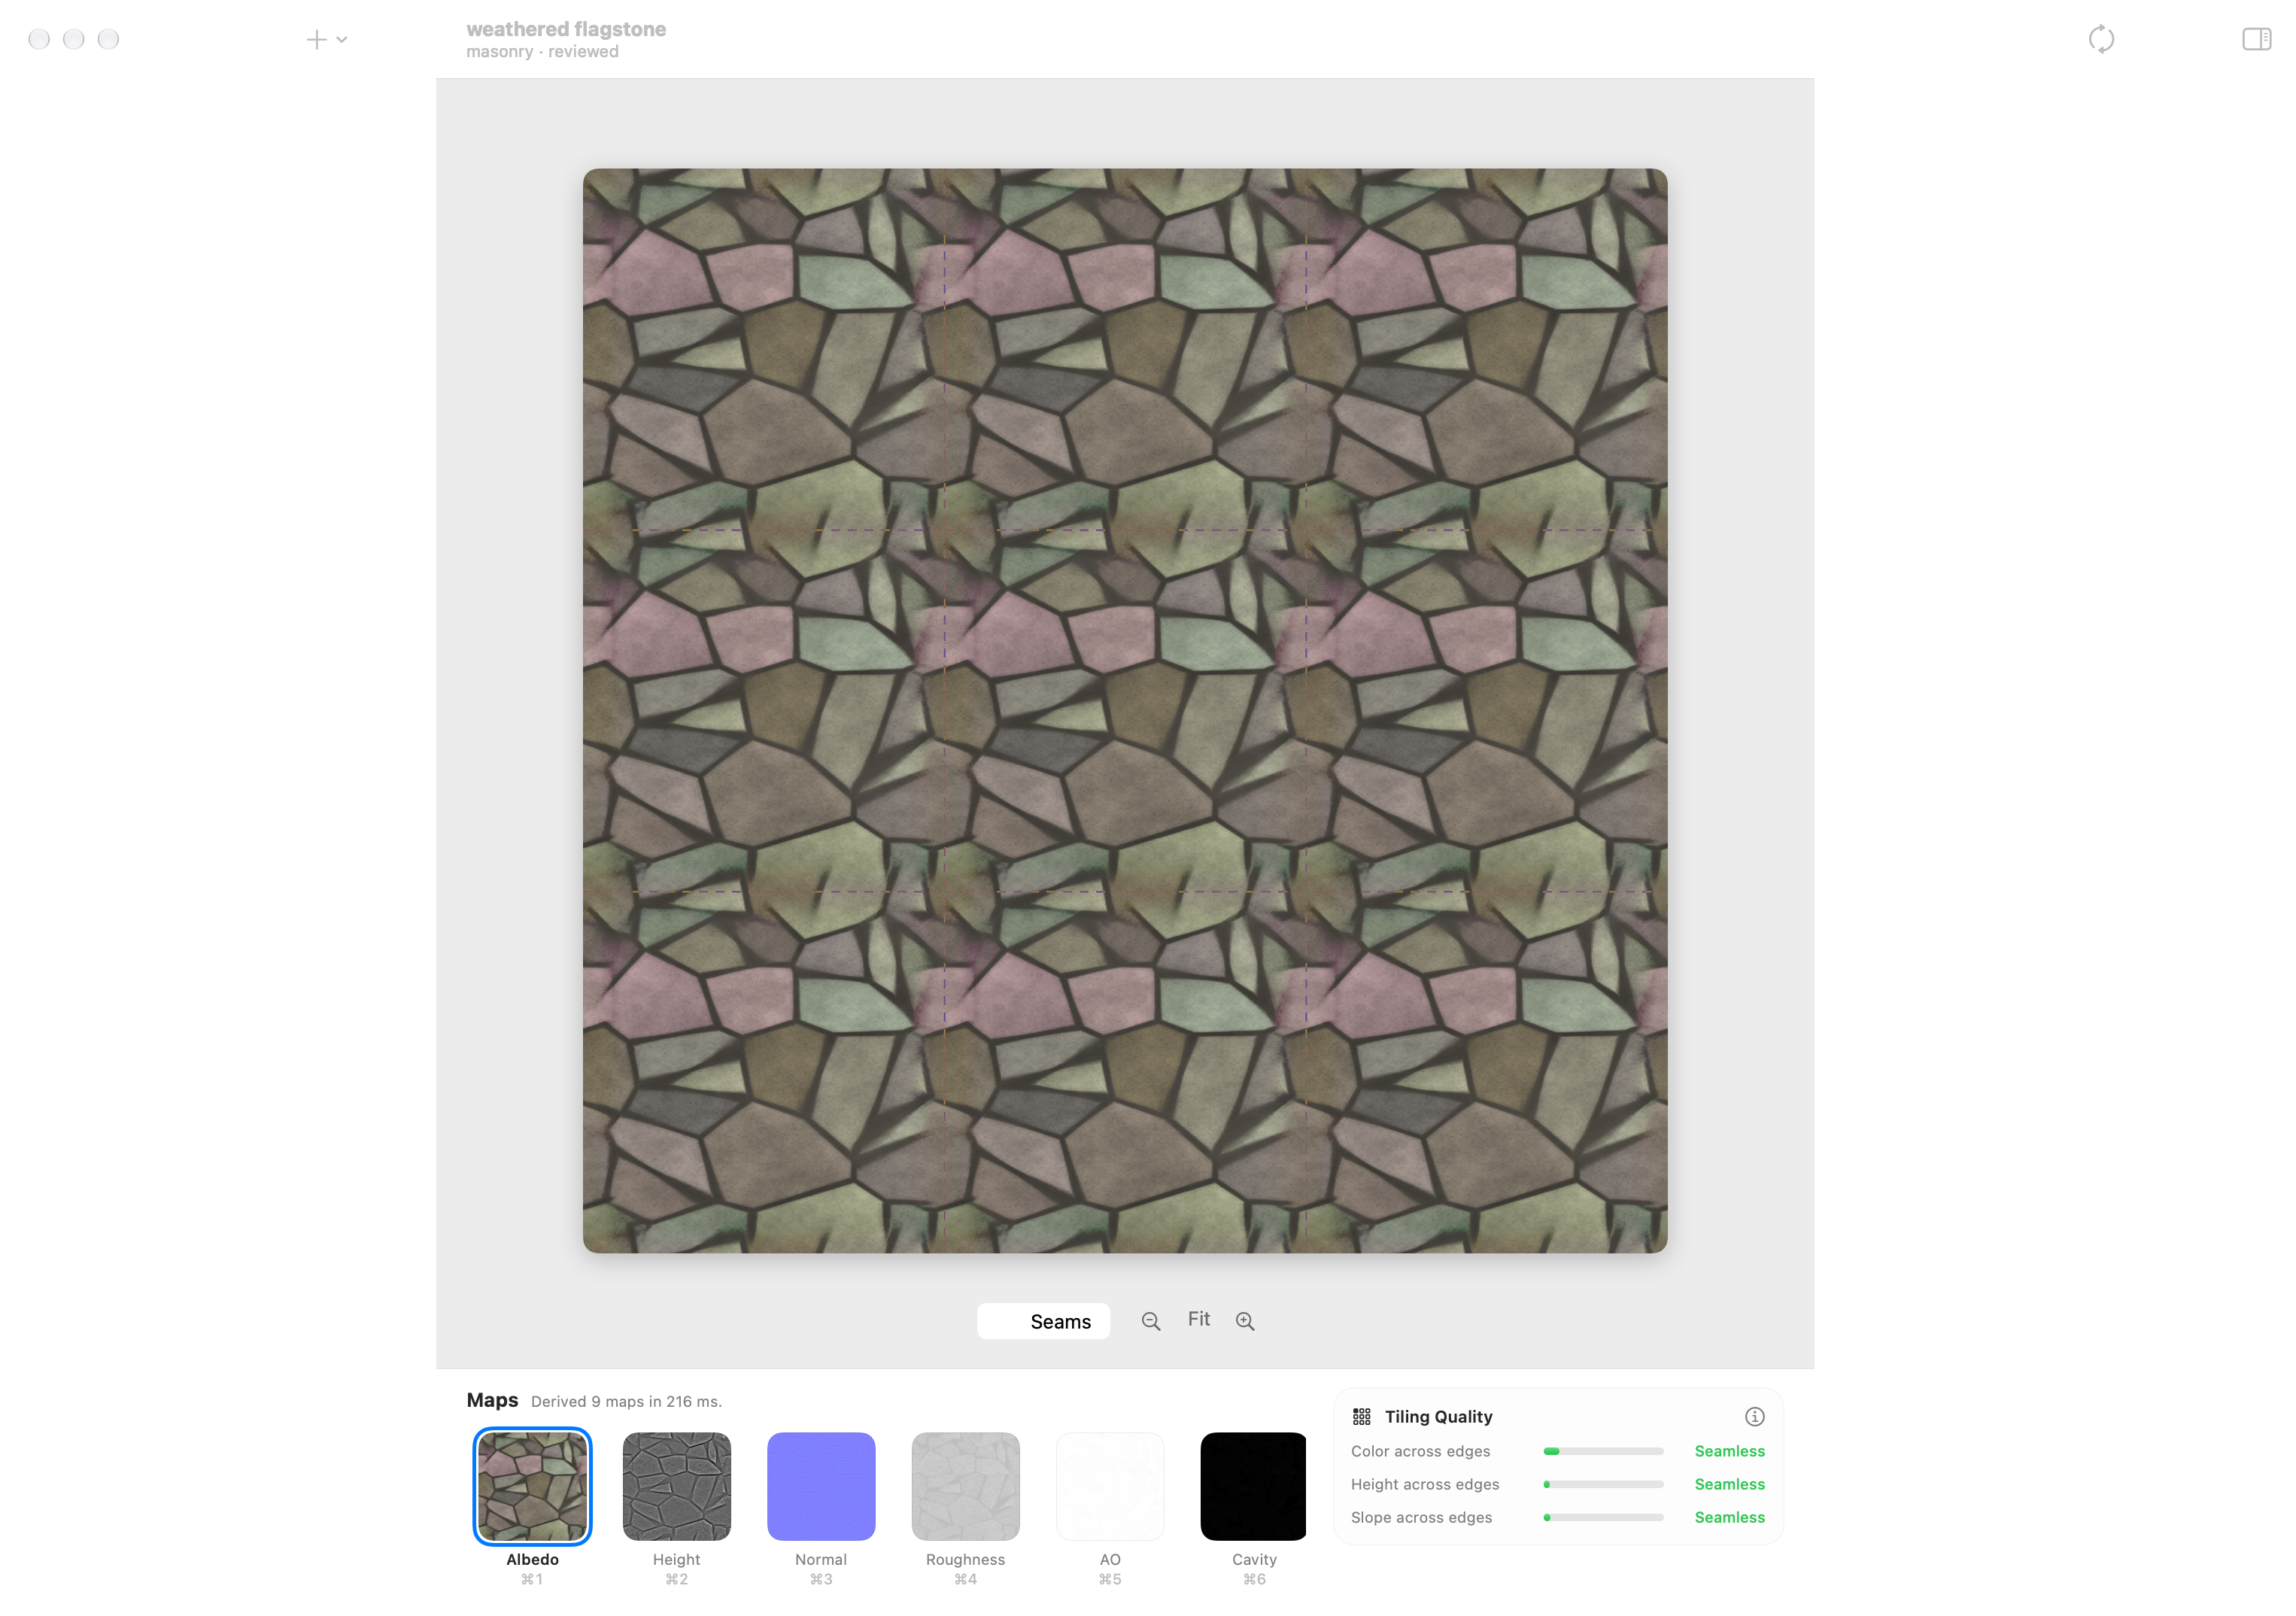 weathered flagstone
masonry · reviewed
Seams
Fit
Maps Derived 9 maps in 216 ms.
Albedo
⌘1
Height
⌘2
Normal
⌘3
Roughness
⌘4
AO
⌘5
Cavity
⌘6
Tiling Quality
Color across edges Seamless
Height across edges Seamless
Slope across edges Seamless